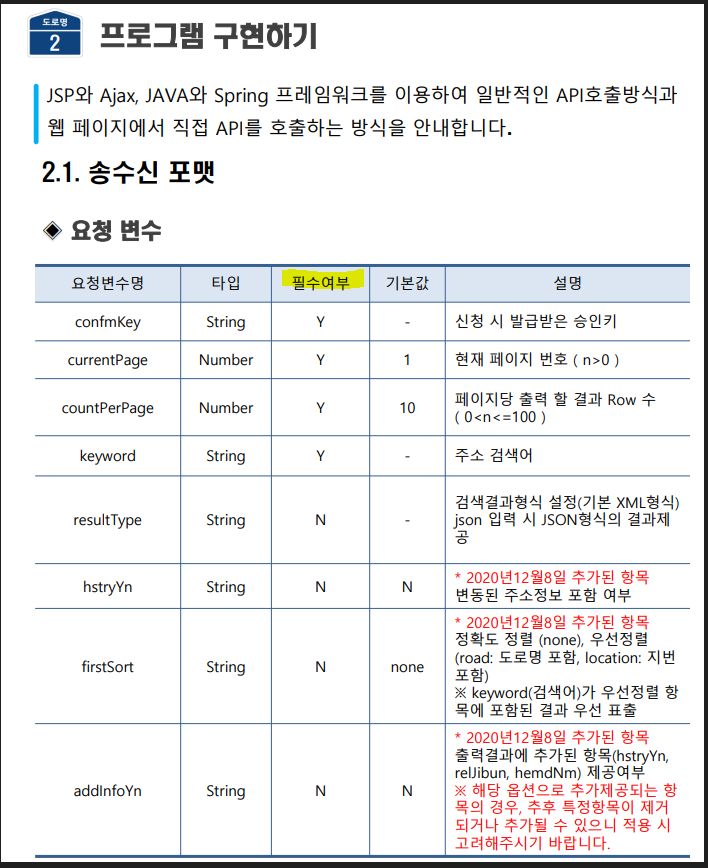 도로명
2
프로그램 구현하기
JSP와 Ajax, JAVA와 Spring 프레임워크를 이용하여 일반적인 API호출방식과
웹 페이지에서 직접 API를 호출하는 방식을 안내합니다.
2.1. 송수신 포맷
◈ 요청 변수
요청변수명 타입 필수여부 기본값 설명
confmKey String Y - 신청 시 발급받은 승인키
currentPage Number Y 1 현재 페이지 번호 ( n>0 )
countPerPage Number Y 10 페이지당 출력 할 결과 Row 수
( 0<n<=100 )
keyword String Y - 주소 검색어
resultType String N - 검색결과형식 설정(기본 XML형식)
json 입력 시 JSON형식의 결과제
공
hstryYn String N N * 2020년12월8일 추가된 항목
변동된 주소정보 포함 여부
firstSort String N none * 2020년12월8일 추가된 항목
정확도 정렬 (none), 우선정렬
(road: 도로명 포함, location: 지번
포함)
※ keyword(검색어)가 우선정렬 항
목에 포함된 결과 우선 표출
addInfoYn String N N * 2020년12월8일 추가된 항목
출력결과에 추가된 항목(hstryYn,
relJibun, hemdNm) 제공여부
※ 해당 옵션으로 추가제공되는 항
목의 경우, 추후 특정항목이 제거
되거나 추가될 수 있으니 적용 시
고려해주시기 바랍니다.